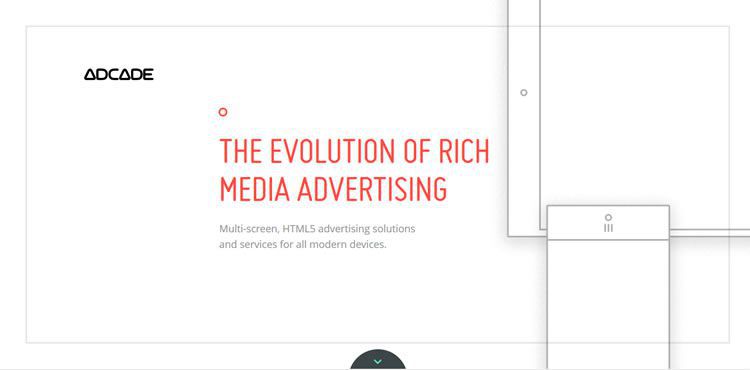 ADCADE
THE EVOLUTION OF RICH
MEDIA ADVERTISING
Multi-screen, HTML5 advertising solutions
and services for all modern devices.